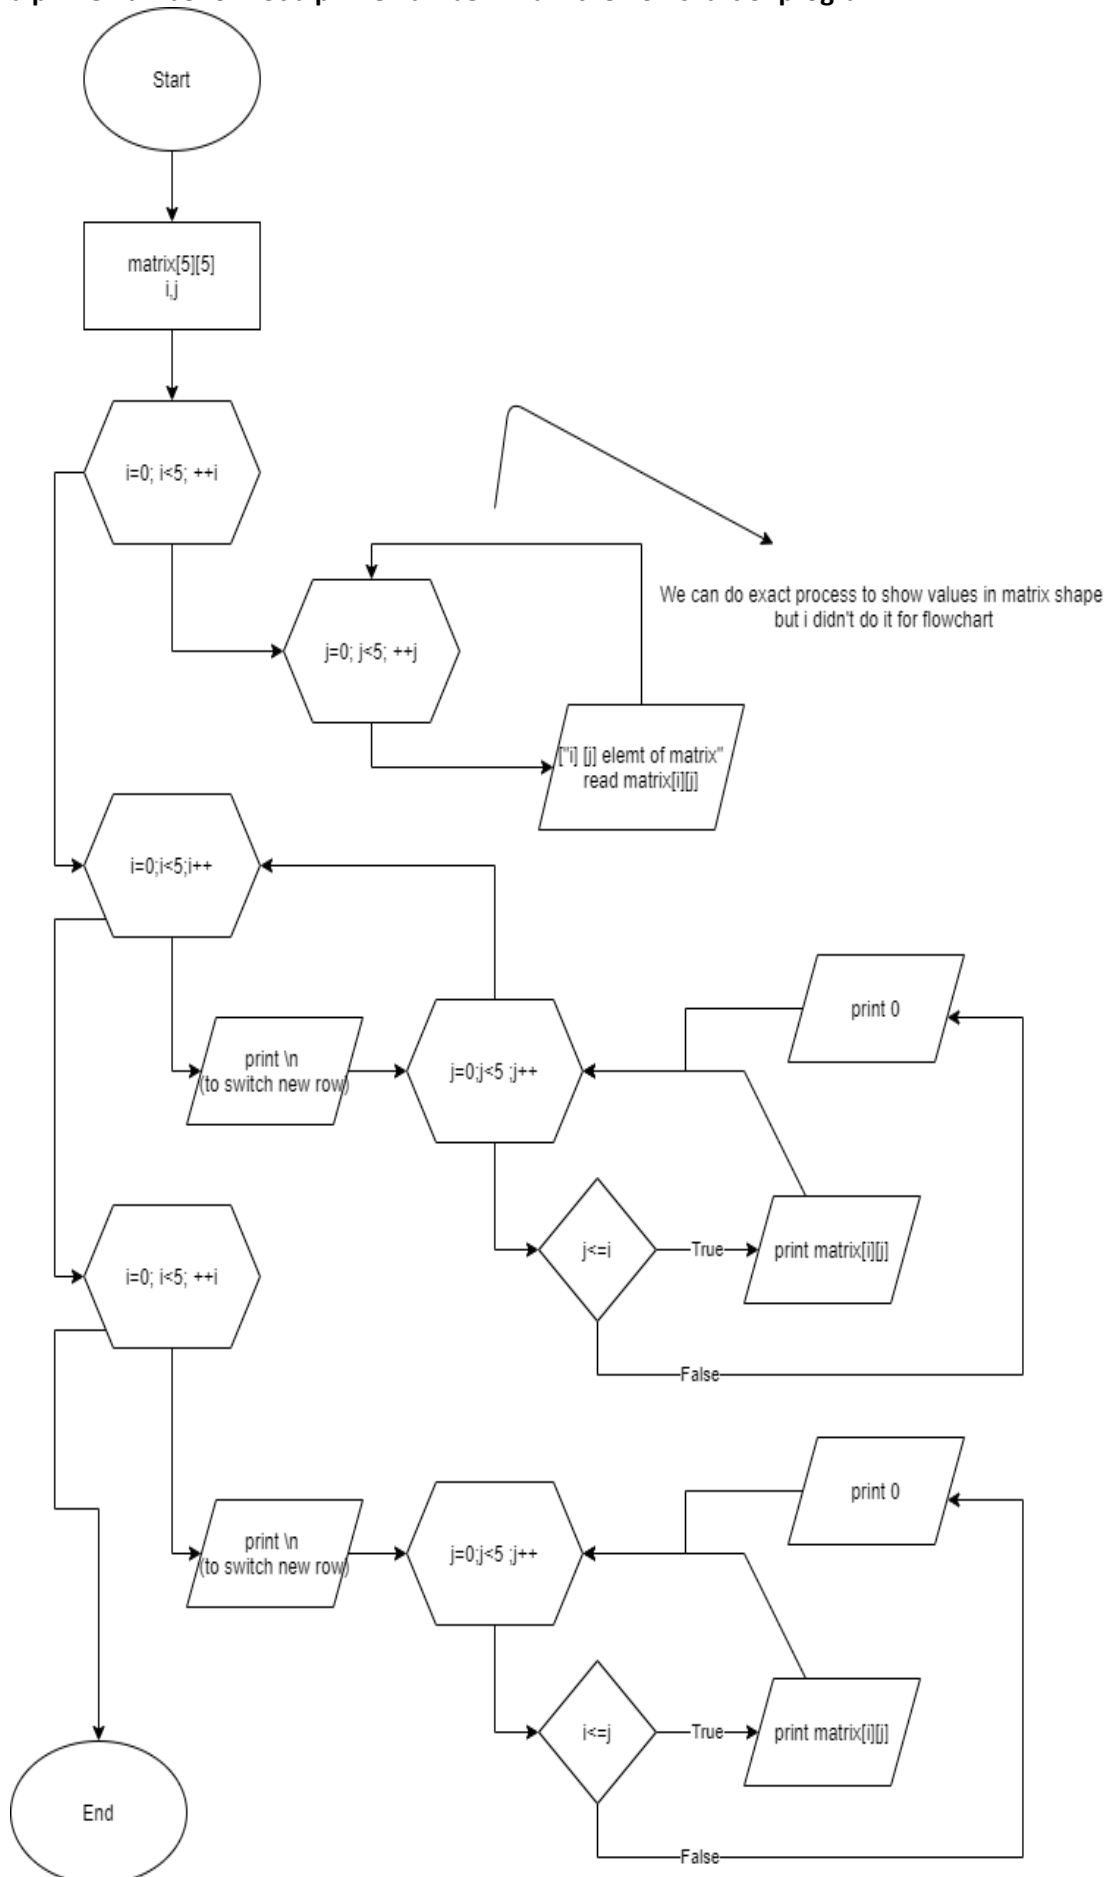 Start
matrix[5][5]
i,j
i=0; i<5; ++i
We can do exact process to show values in matrix shape
but i didn't do it for flowchart
j=0; j<5; ++j
["i] [j] elemt of matrix"
read matrix[i][j]
i=0;i<5;i++
print 0
print \n
(to switch new row)
j=0;j<5 ;j++
j<=i
True
print matrix[i][j]
i=0; i<5; ++i
False
print 0
print \n
(to switch new row)
j=0;j<5 ;j++
i<=j
True
print matrix[i][j]
End
False